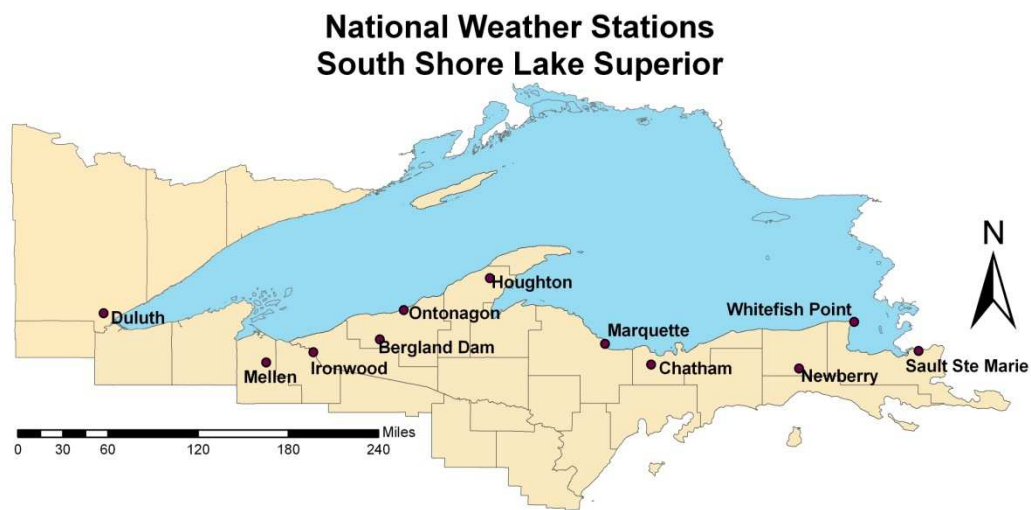 National Weather Stations
South Shore Lake Superior
N
Houghton
Duluth
Ontonagon
Whitefish Point
Marquette
Bergland Dam
Sault Ste Marie
Mellen
Ironwood
Chatham
Newberry
Miles
0 30 60 120 180 240